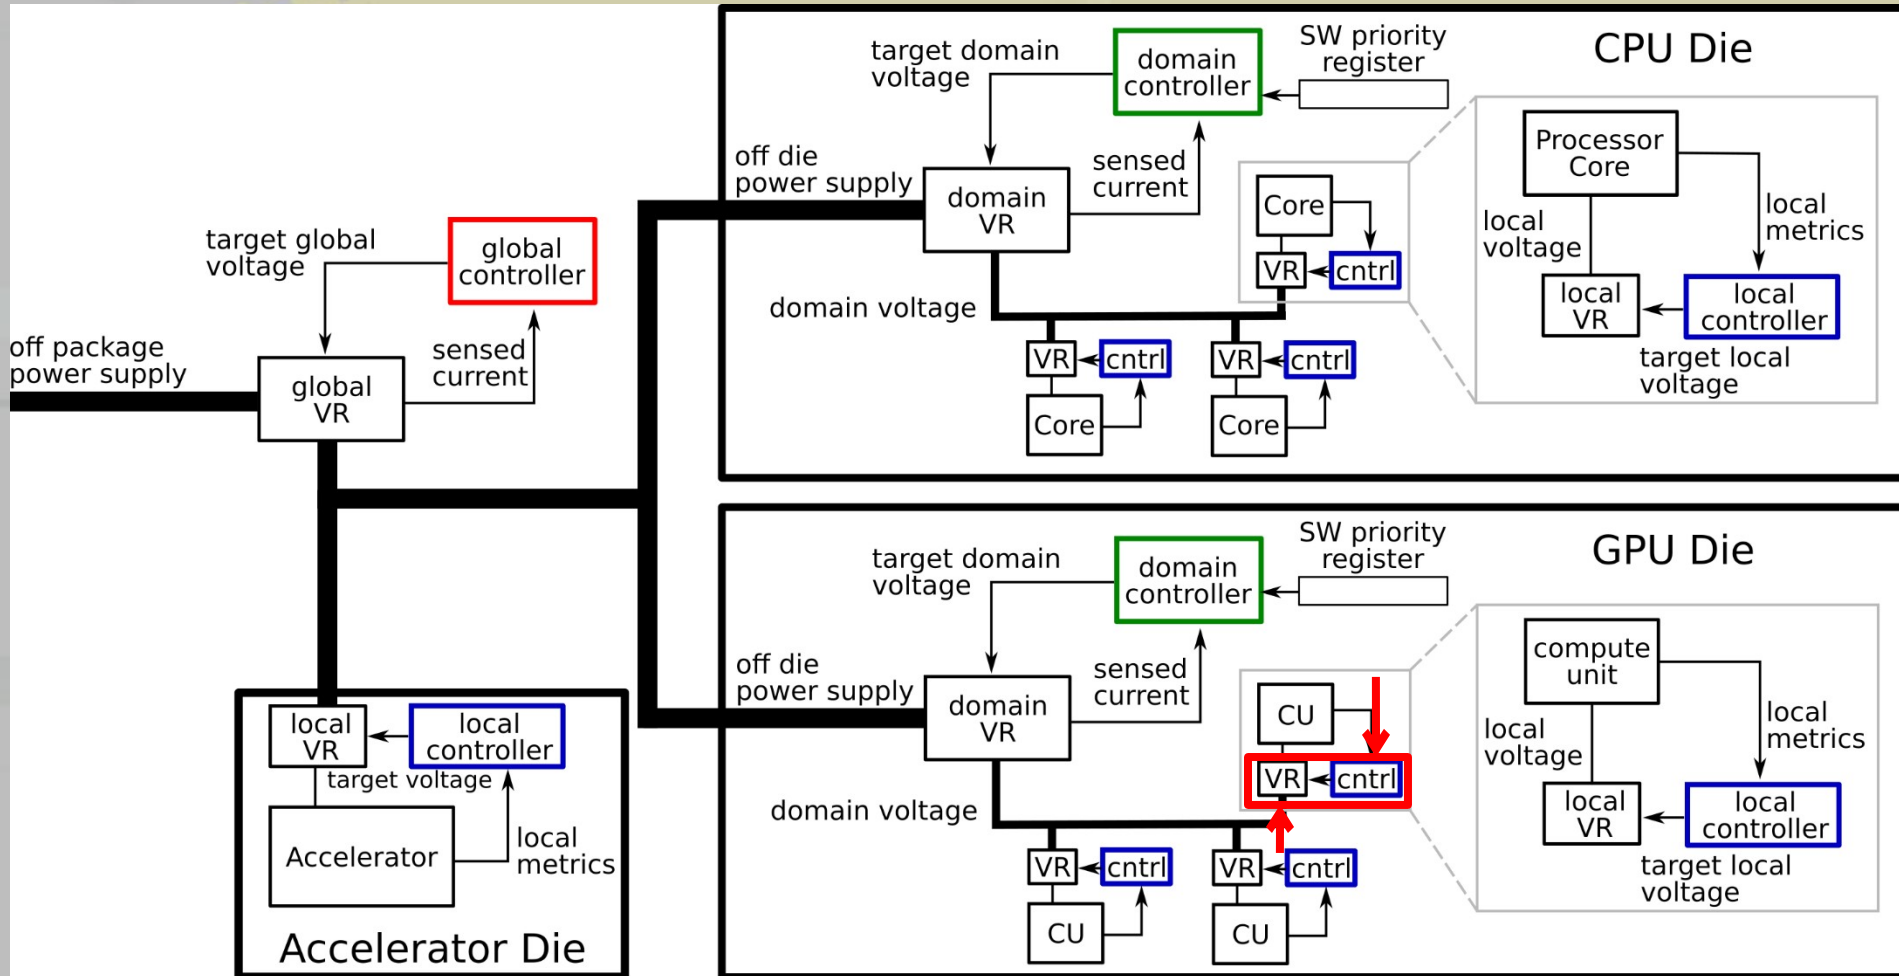 CPU Die
target domain
voltage
domain
controller
SW priority
register
off die
power supply
domain
VR
sensed
current
Core
VR
cntrl
domain voltage
VR
cntrl
Core
VR
cntrl
Core
Processor
Core
local
voltage
local
metrics
local
VR
local
controller
target local
voltage
target global
voltage
global
controller
off package
power supply
global
VR
sensed
current
GPU Die
target domain
voltage
domain
controller
SW priority
register
off die
power supply
domain
VR
sensed
current
CU
VR
cntrl
domain voltage
VR
cntrl
CU
VR
cntrl
CU
compute
unit
local
voltage
local
metrics
local
VR
local
controller
target local
voltage
local
VR
local
controller
target voltage
Accelerator
local
metrics
Accelerator Die